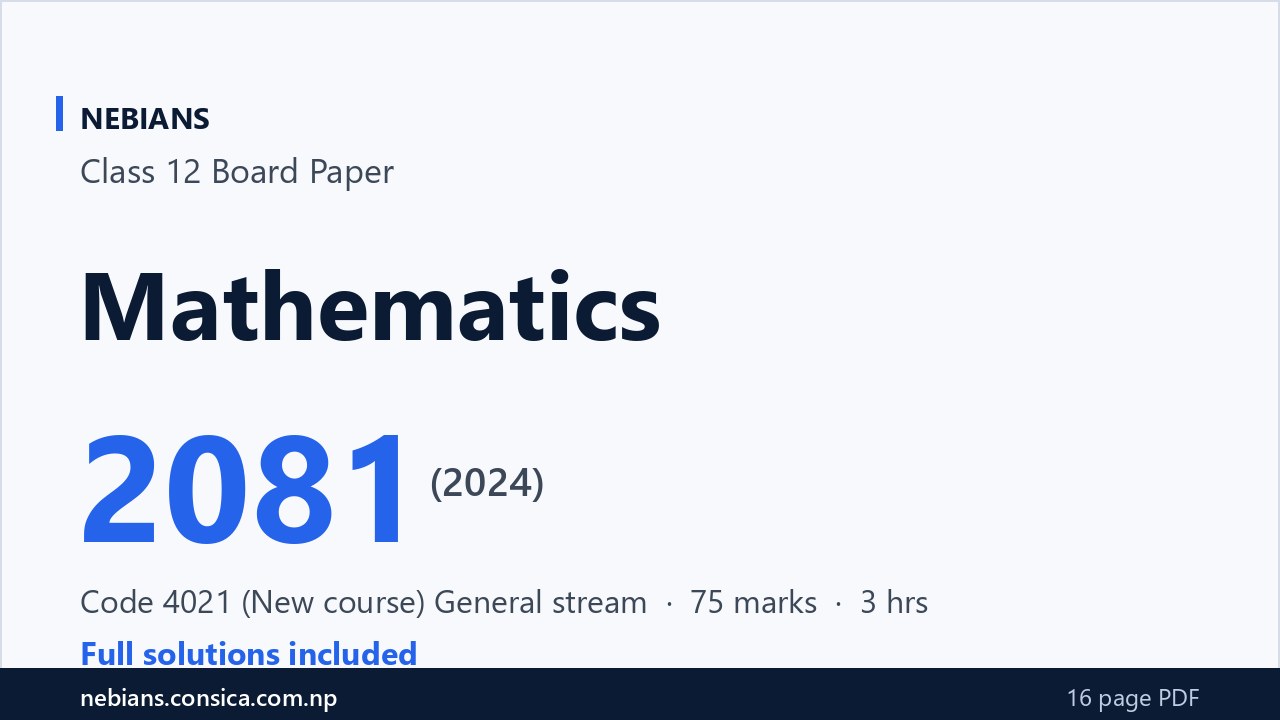 NEBIANS
Class 12 Board Paper
Mathematics
2081 (2024)
Code 4021 (New course) General stream · 75 marks · 3 hrs
Full solutions included
nebians.consica.com.np 16 page PDF